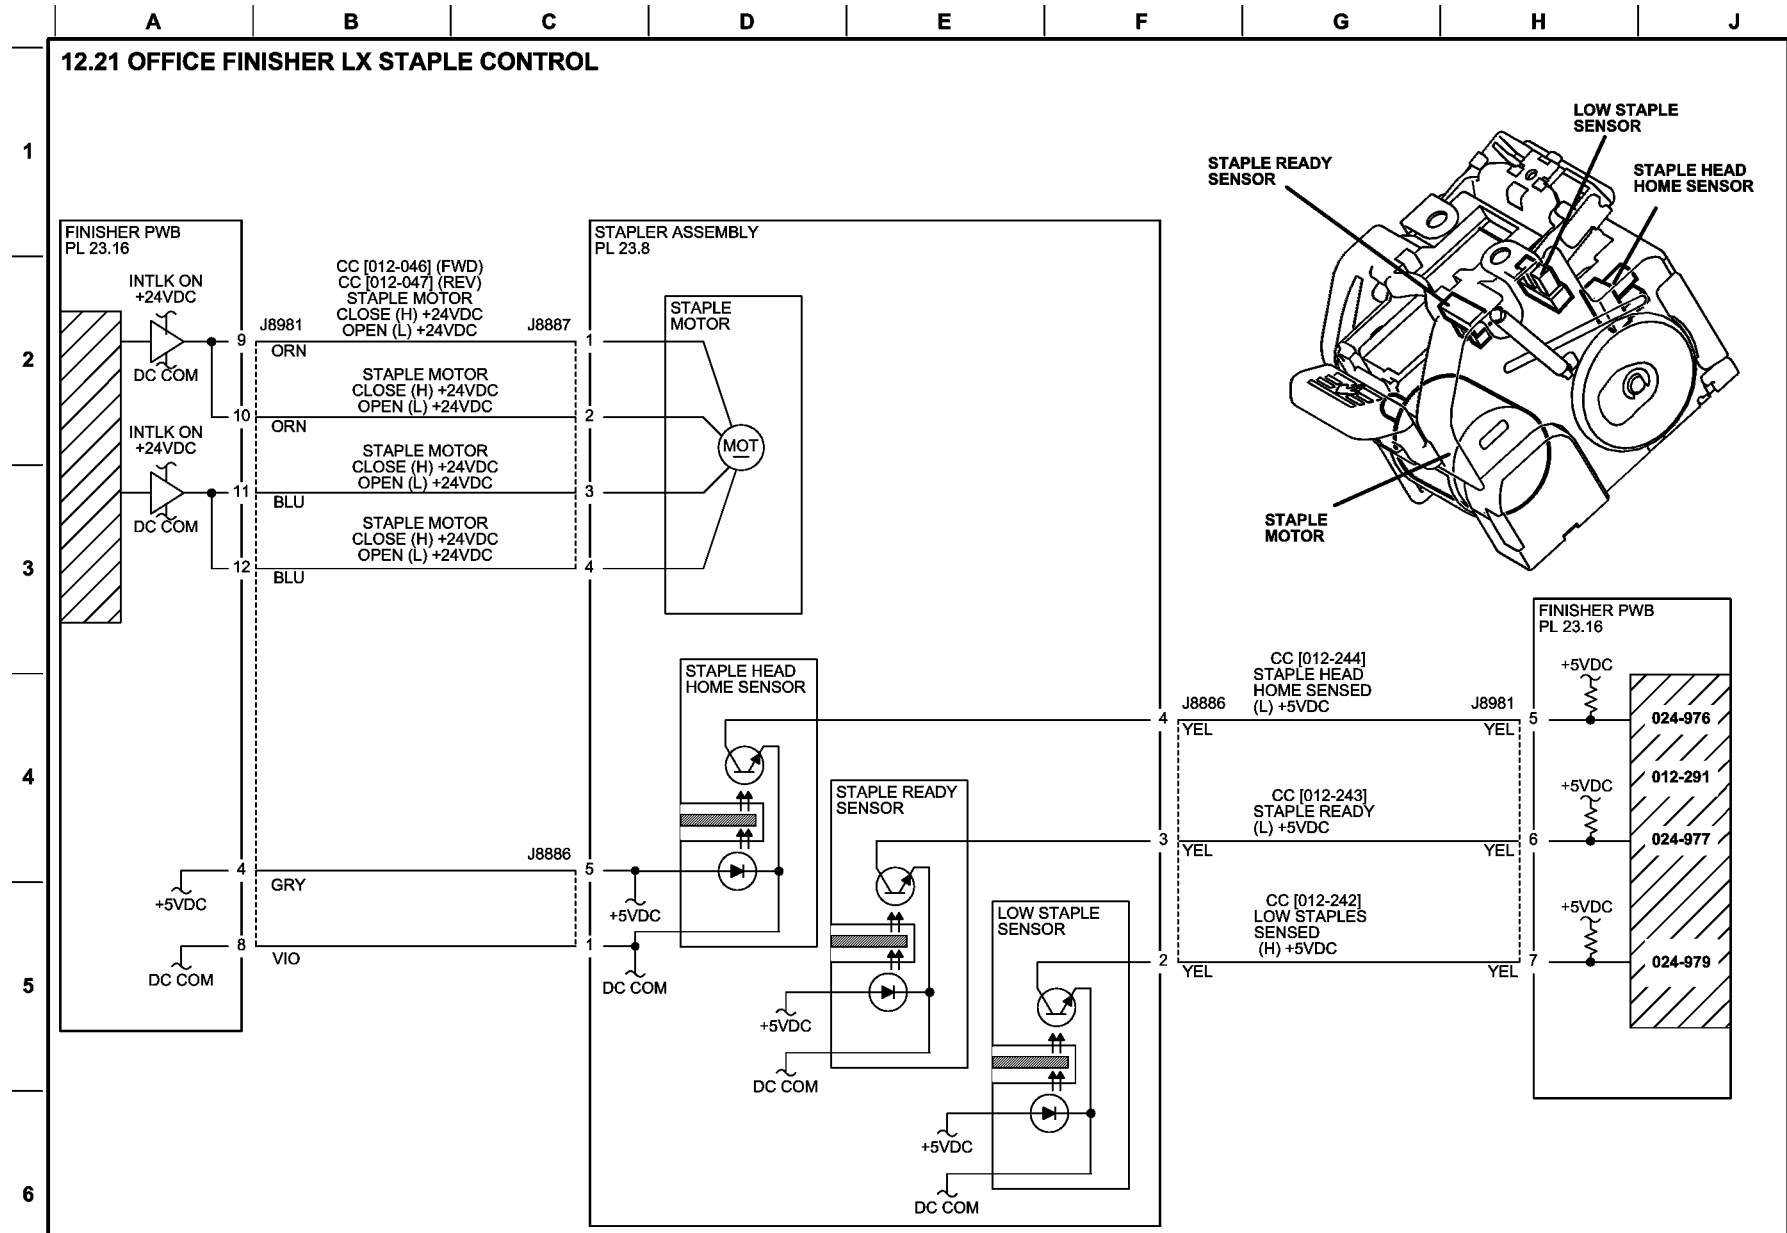 A B C D E F G H J
12.21 OFFICE FINISHER LX STAPLE CONTROL
1
2
3
4
5
6
LOW STAPLE
SENSOR
STAPLE READY
SENSOR
STAPLE HEAD
HOME SENSOR
STAPLE
MOTOR
FINISHER PWB
PL 23.16
INTLK ON
+24VDC
DC COM
INTLK ON
+24VDC
DC COM
4
+5VDC
8
DC COM
9
10
11
12
J8981
ORN
ORN
BLU
BLU
GRY
VIO
CC [012-046] (FWD)
CC [012-047] (REV)
STAPLE MOTOR
CLOSE (H) +24VDC
OPEN (L) +24VDC
STAPLE MOTOR
CLOSE (H) +24VDC
OPEN (L) +24VDC
STAPLE MOTOR
CLOSE (H) +24VDC
OPEN (L) +24VDC
STAPLE MOTOR
CLOSE (H) +24VDC
OPEN (L) +24VDC
J8887
1
2
3
4
J8886
5
1
STAPLER ASSEMBLY
PL 23.8
STAPLE
MOTOR
MOT
STAPLE HEAD
HOME SENSOR
+5VDC
DC COM
STAPLE READY
SENSOR
+5VDC
DC COM
LOW STAPLE
SENSOR
+5VDC
DC COM
4
3
2
J8886
YEL
YEL
YEL
CC [012-244]
STAPLE HEAD
HOME SENSED
(L) +5VDC
CC [012-243]
STAPLE READY
(L) +5VDC
CC [012-242]
LOW STAPLES
SENSED
(H) +5VDC
J8981
YEL
YEL
YEL
5
6
7
FINISHER PWB
PL 23.16
+5VDC
024-976
012-291
+5VDC
024-977
+5VDC
024-979